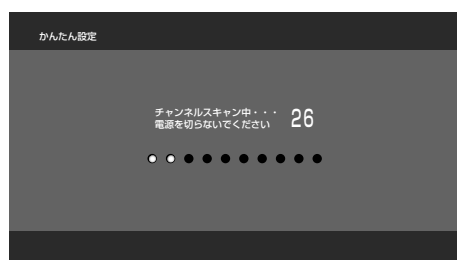 かんたん設定
チャンネルスキャン中・・・ 26
電源を切らないでください